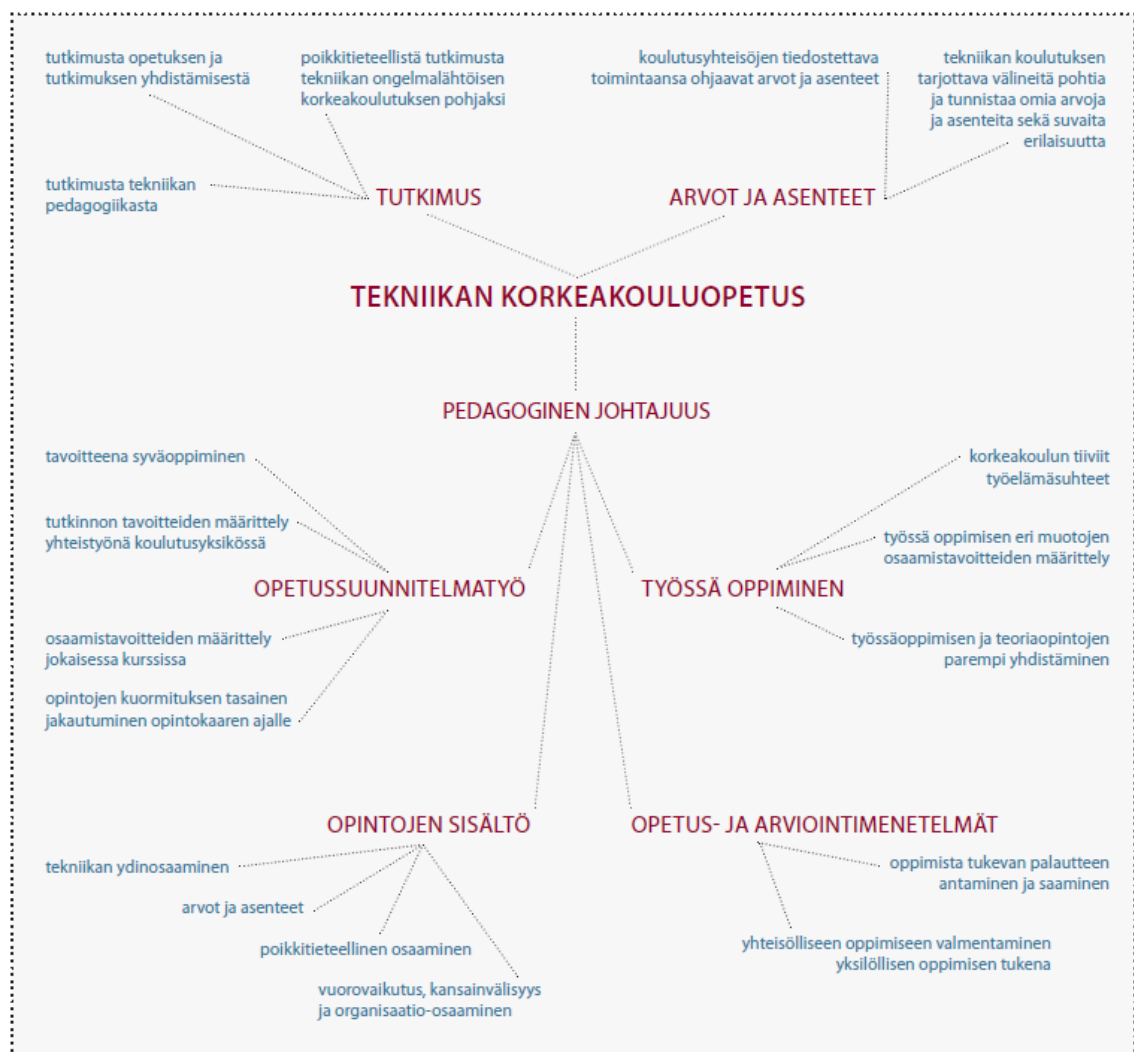 tutkimusta opetuksen ja
tutkimuksen yhdistämisestä
poikkitieteellistä tutkimusta
tekniikan ongelmalähtöisen
korkeakoulutuksen pohjaksi
koulutusyhteisöjen tiedostettava
toimintaansa ohjaavat arvot ja asenteet
tekniikan koulutuksen
tarjottava välineitä pohtia
ja tunnistaa omia arvoja
ja asenteita sekä suvaita
erilaisuutta
tutkimusta tekniikan
pedagogiikasta
TUTKIMUS
ARVOT JA ASENTEET
TEKNIIKAN KORKEAKOULUOPETUS
PEDAGOGINEN JOHTAJUUS
tavoitteena syväoppiminen
tutkinnon tavoitteiden määrittely
yhteistyönä koulutusyksikössä
OPETUSSUUNNITELMATYÖ
osaamistavoitteiden määrittely
jokaisessa kurssissa
opintojen kuormituksen tasainen
jakautuminen opintokaaren ajalle
korkeakoulun tiiviit
työelämäsuhteet
työssä oppimisen eri muotojen
osaamistavoitteiden määrittely
TYÖSSÄ OPPIMINEN
työssäoppimisen ja teoriaopintojen
parempi yhdistäminen
OPINTOJEN SISÄLTÖ
tekniikan ydinosaaminen
arvot ja asenteet
poikkitieteellinen osaaminen
vuorovaikutus, kansainvälisyys
ja organisaatio-osaaminen
OPETUS- JA ARVIOINTIMENETELMÄT
oppimista tukevan palautteen
antaminen ja saaminen
yhteisölliseen oppimiseen valmentaminen
yksilöllisen oppimisen tukena